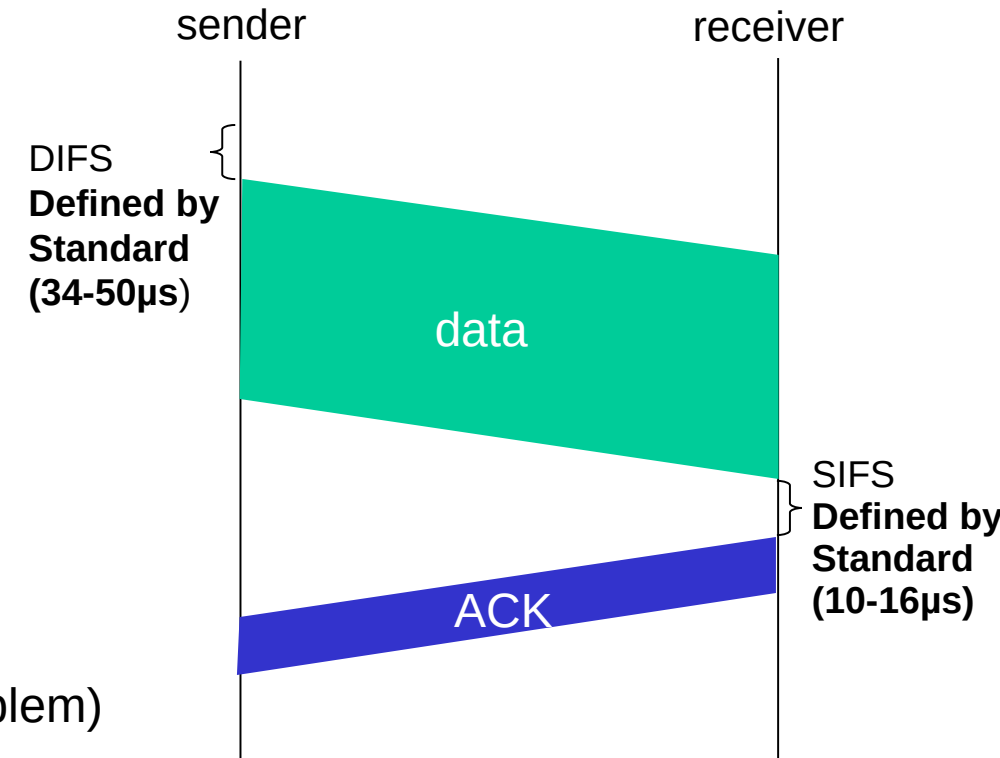 sender
receiver
DIFS
Defined by
Standard
(34-50µs)
data
SIFS
Defined by
Standard
(10-16µs)
ACK
blem)